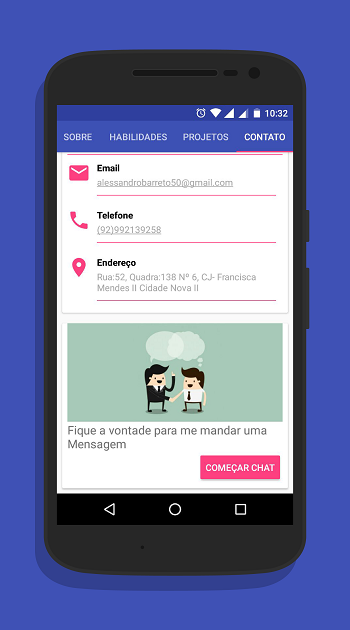 10:32
SOBRE HABILIDADES PROJETOS CONTATO
Email
alessandrobarreto50@gmail.com
Telefone
(92)992139258
Endereço
Rua:52, Quadra:138 Nº 6, CJ- Francisca
Mendes II Cidade Nova II
Fique a vontade para me mandar uma
Mensagem
COMEÇAR CHAT